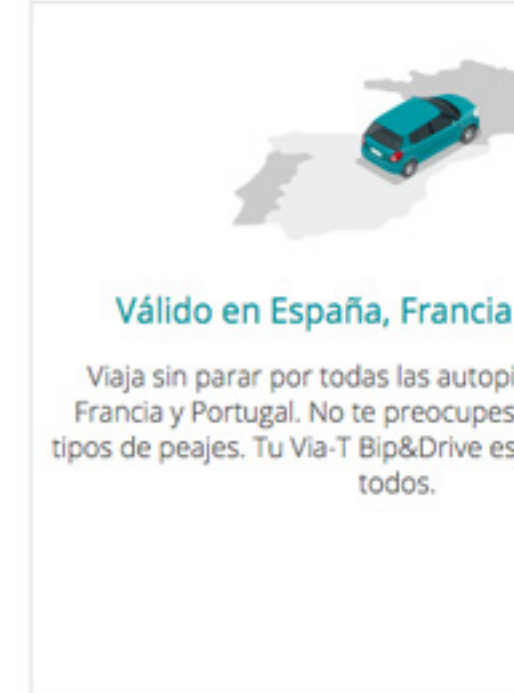 Válido en España, Francia
Viaja sin parar por todas las autopi
Francia y Portugal. No te preocupes
tipos de peajes. Tu Via-T Bip&Drive es
todos.